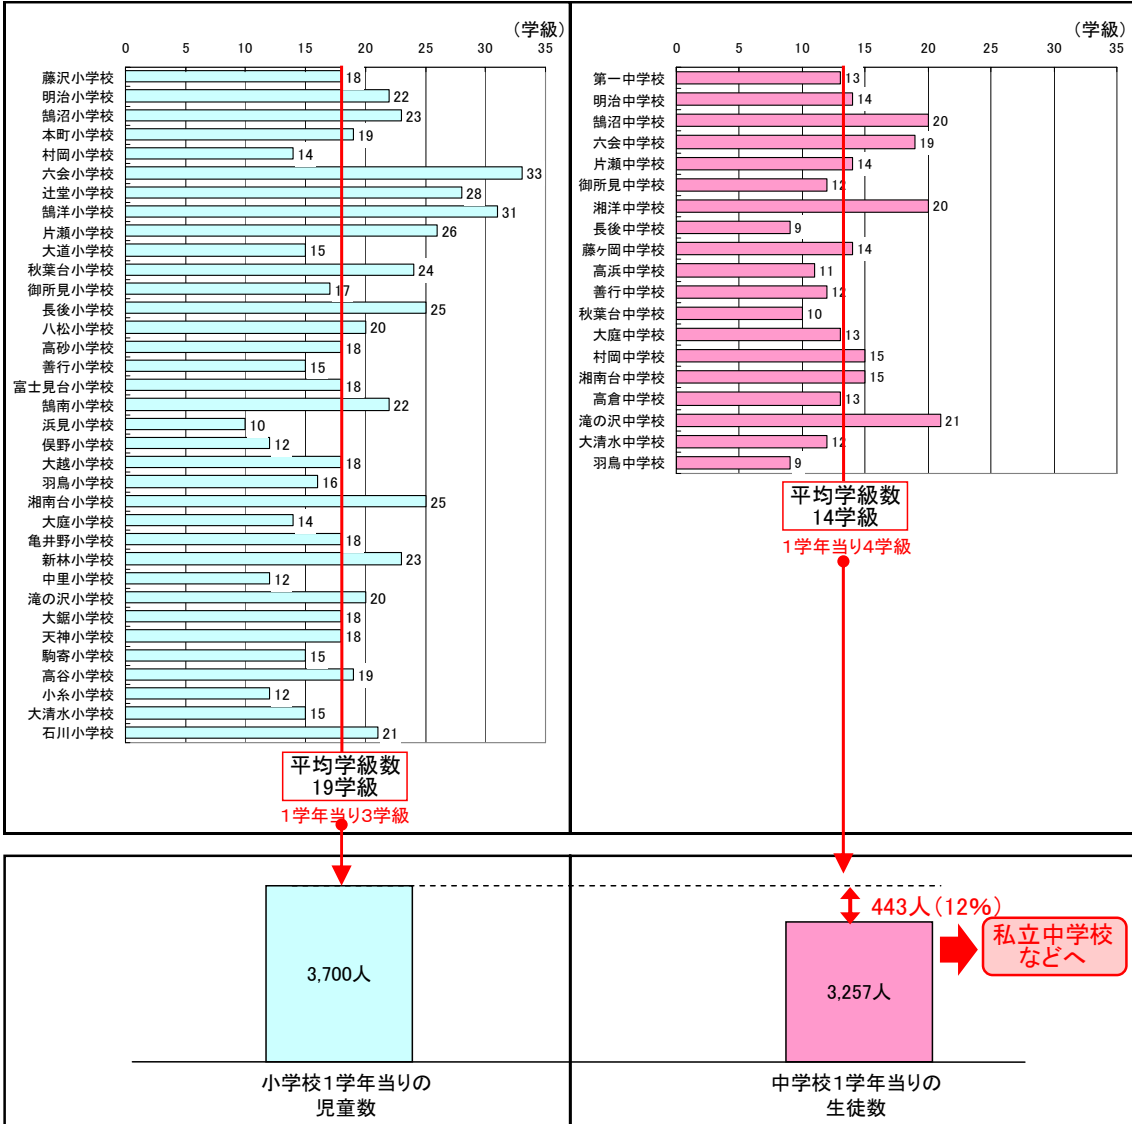 （学級）
0 5 10 15 20 25 30 35
藤沢小学校 18
明治小学校 22
鵠沼小学校 23
本町小学校 19
村岡小学校 14
六会小学校 33
辻堂小学校 28
鵠洋小学校 31
片瀬小学校 26
大道小学校 15
秋葉台小学校 24
御所見小学校 17
長後小学校 25
八松小学校 20
高砂小学校 18
善行小学校 15
富士見台小学校 18
鵠南小学校 22
浜見小学校 10
俣野小学校 12
大越小学校 18
羽鳥小学校 16
湘南台小学校 25
大庭小学校 14
亀井野小学校 18
新林小学校 23
中里小学校 12
滝の沢小学校 20
大鋸小学校 18
天神小学校 18
駒寄小学校 15
高谷小学校 19
小糸小学校 12
大清水小学校 15
石川小学校 21
平均学級数
19学級
１学年当り３学級
（学級）
0 5 10 15 20 25 30 35
第一中学校 13
明治中学校 14
鵠沼中学校 20
六会中学校 19
片瀬中学校 14
御所見中学校 12
湘洋中学校 20
長後中学校 9
藤ヶ岡中学校 14
高浜中学校 11
善行中学校 12
秋葉台中学校 10
大庭中学校 13
村岡中学校 15
湘南台中学校 15
高倉中学校 13
滝の沢中学校 21
大清水中学校 12
羽鳥中学校 9
平均学級数
14学級
１学年当り4学級
3,700人
小学校１学年当りの
児童数
443人（12％）
私立中学校
などへ
3,257人
中学校１学年当りの
生徒数